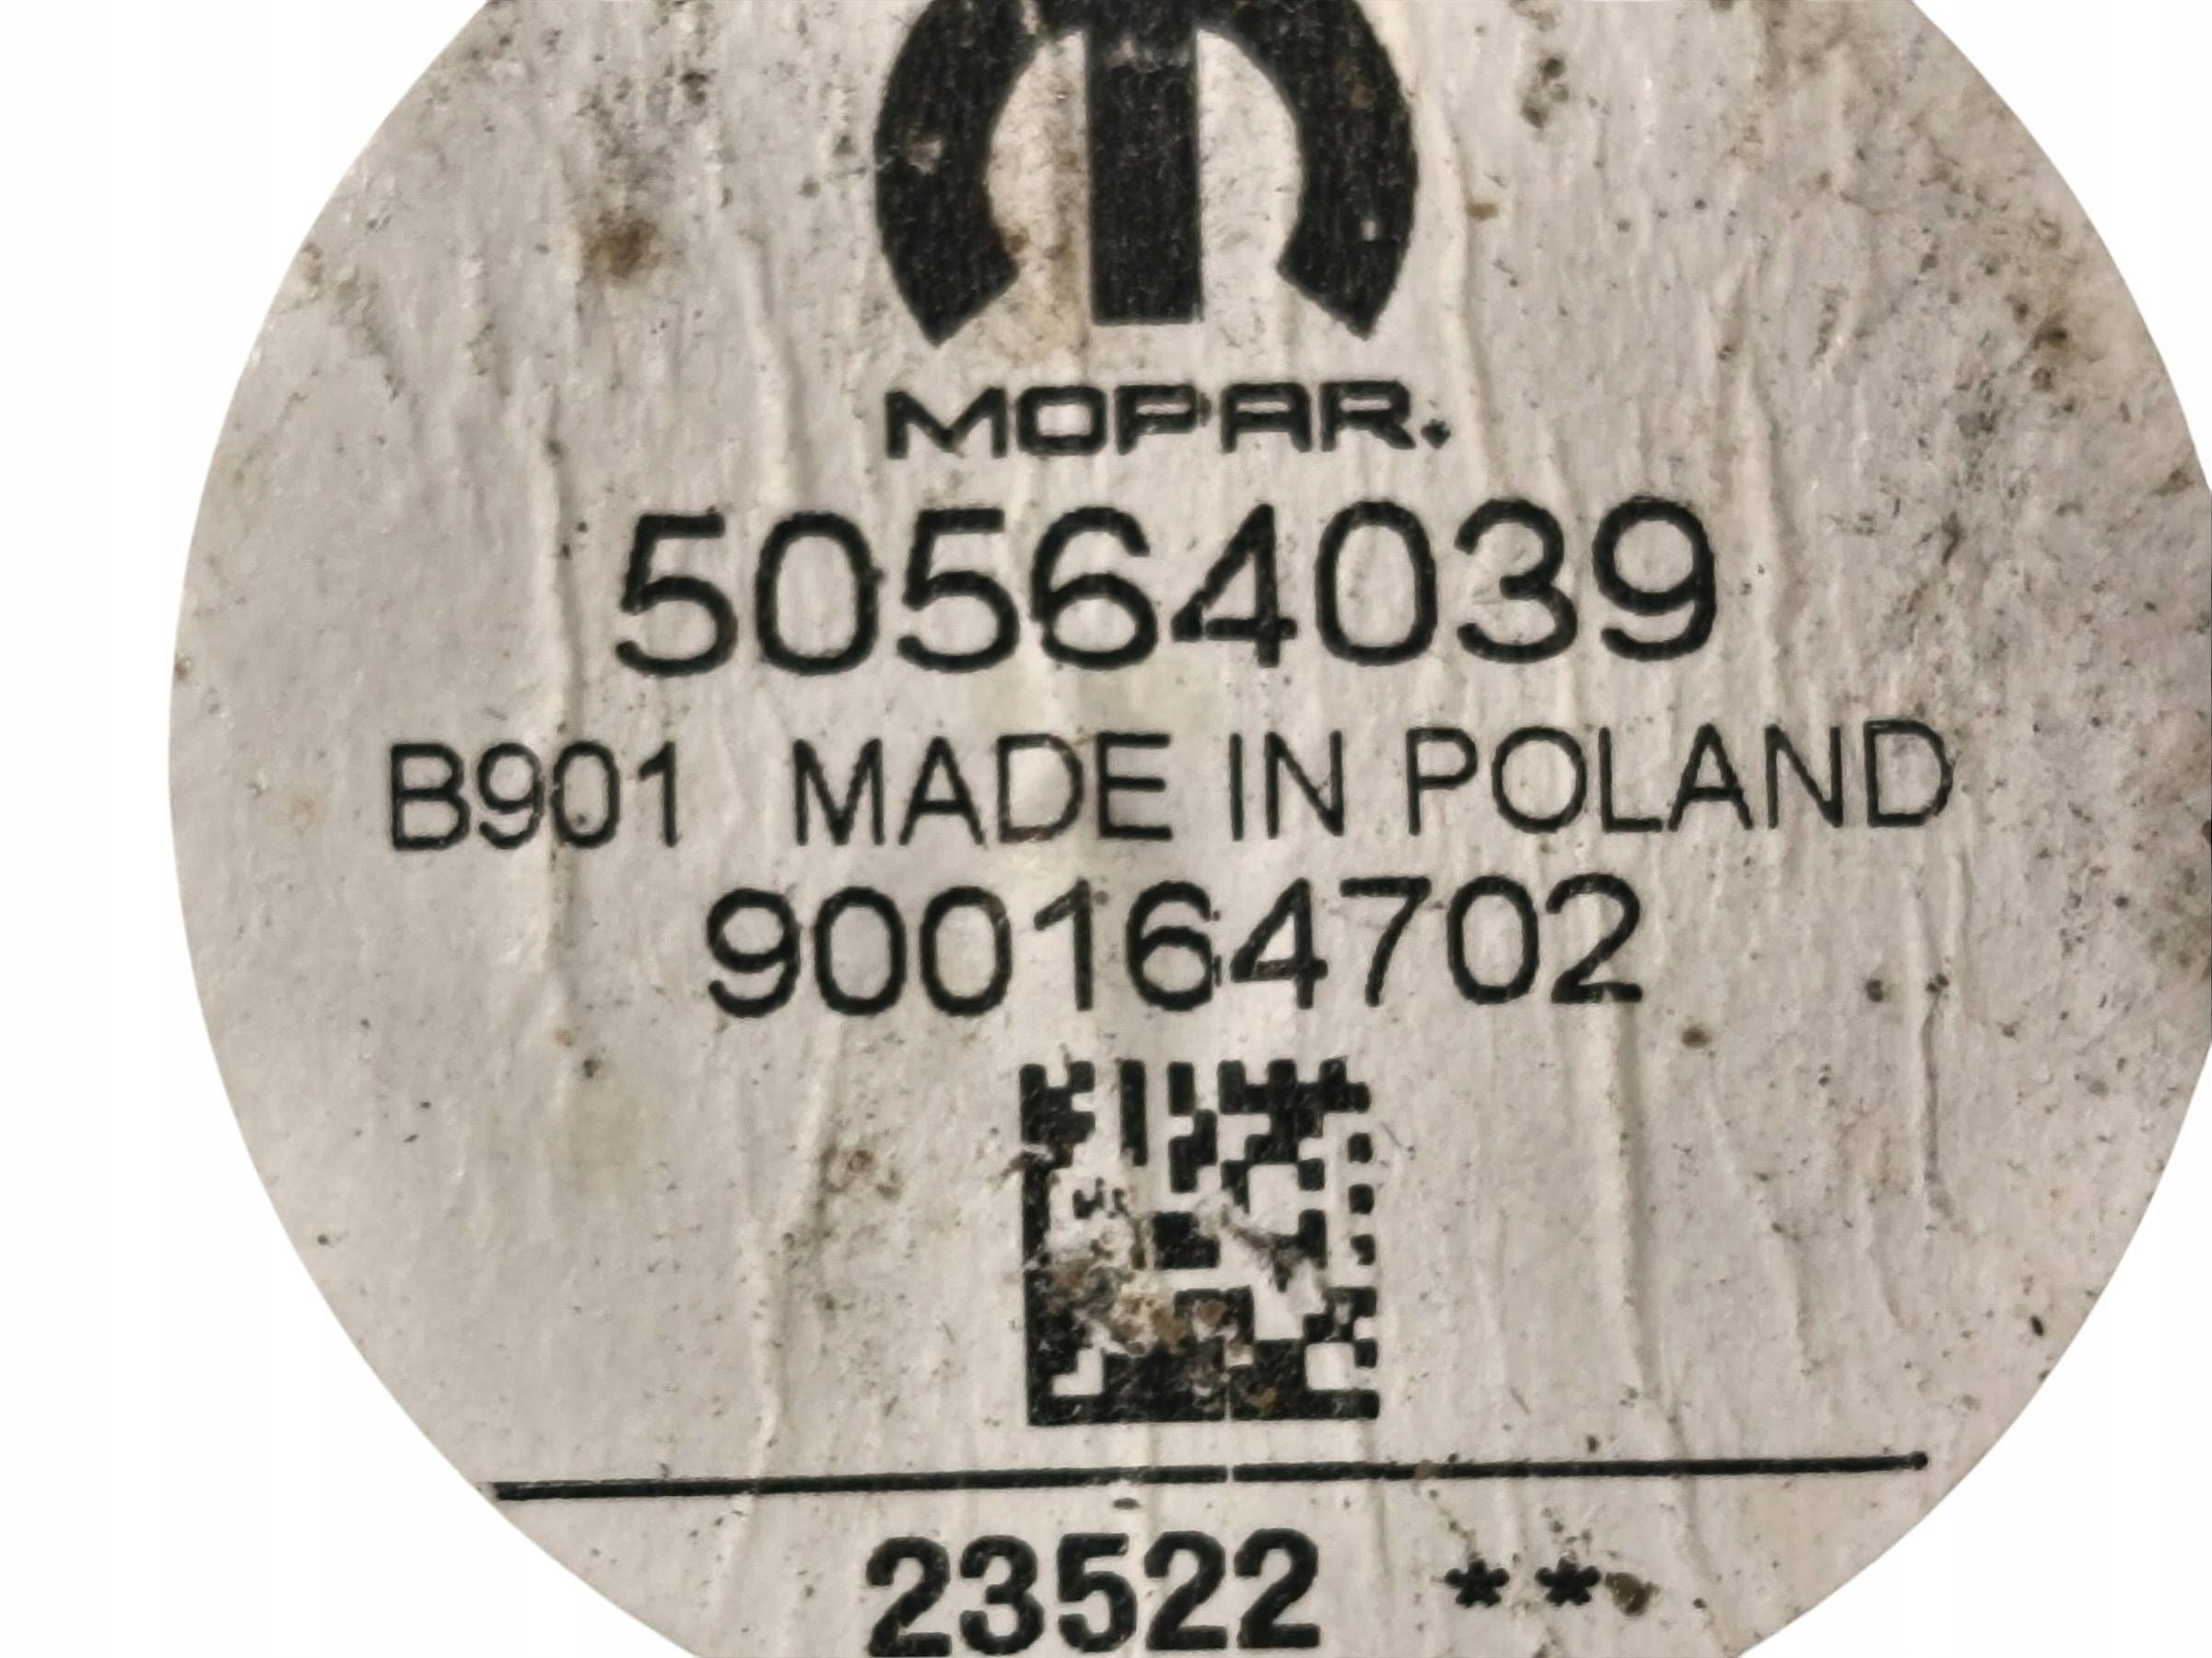 MOPAR.
50564039
B901 MADE IN POLAND
900164702
23522 **